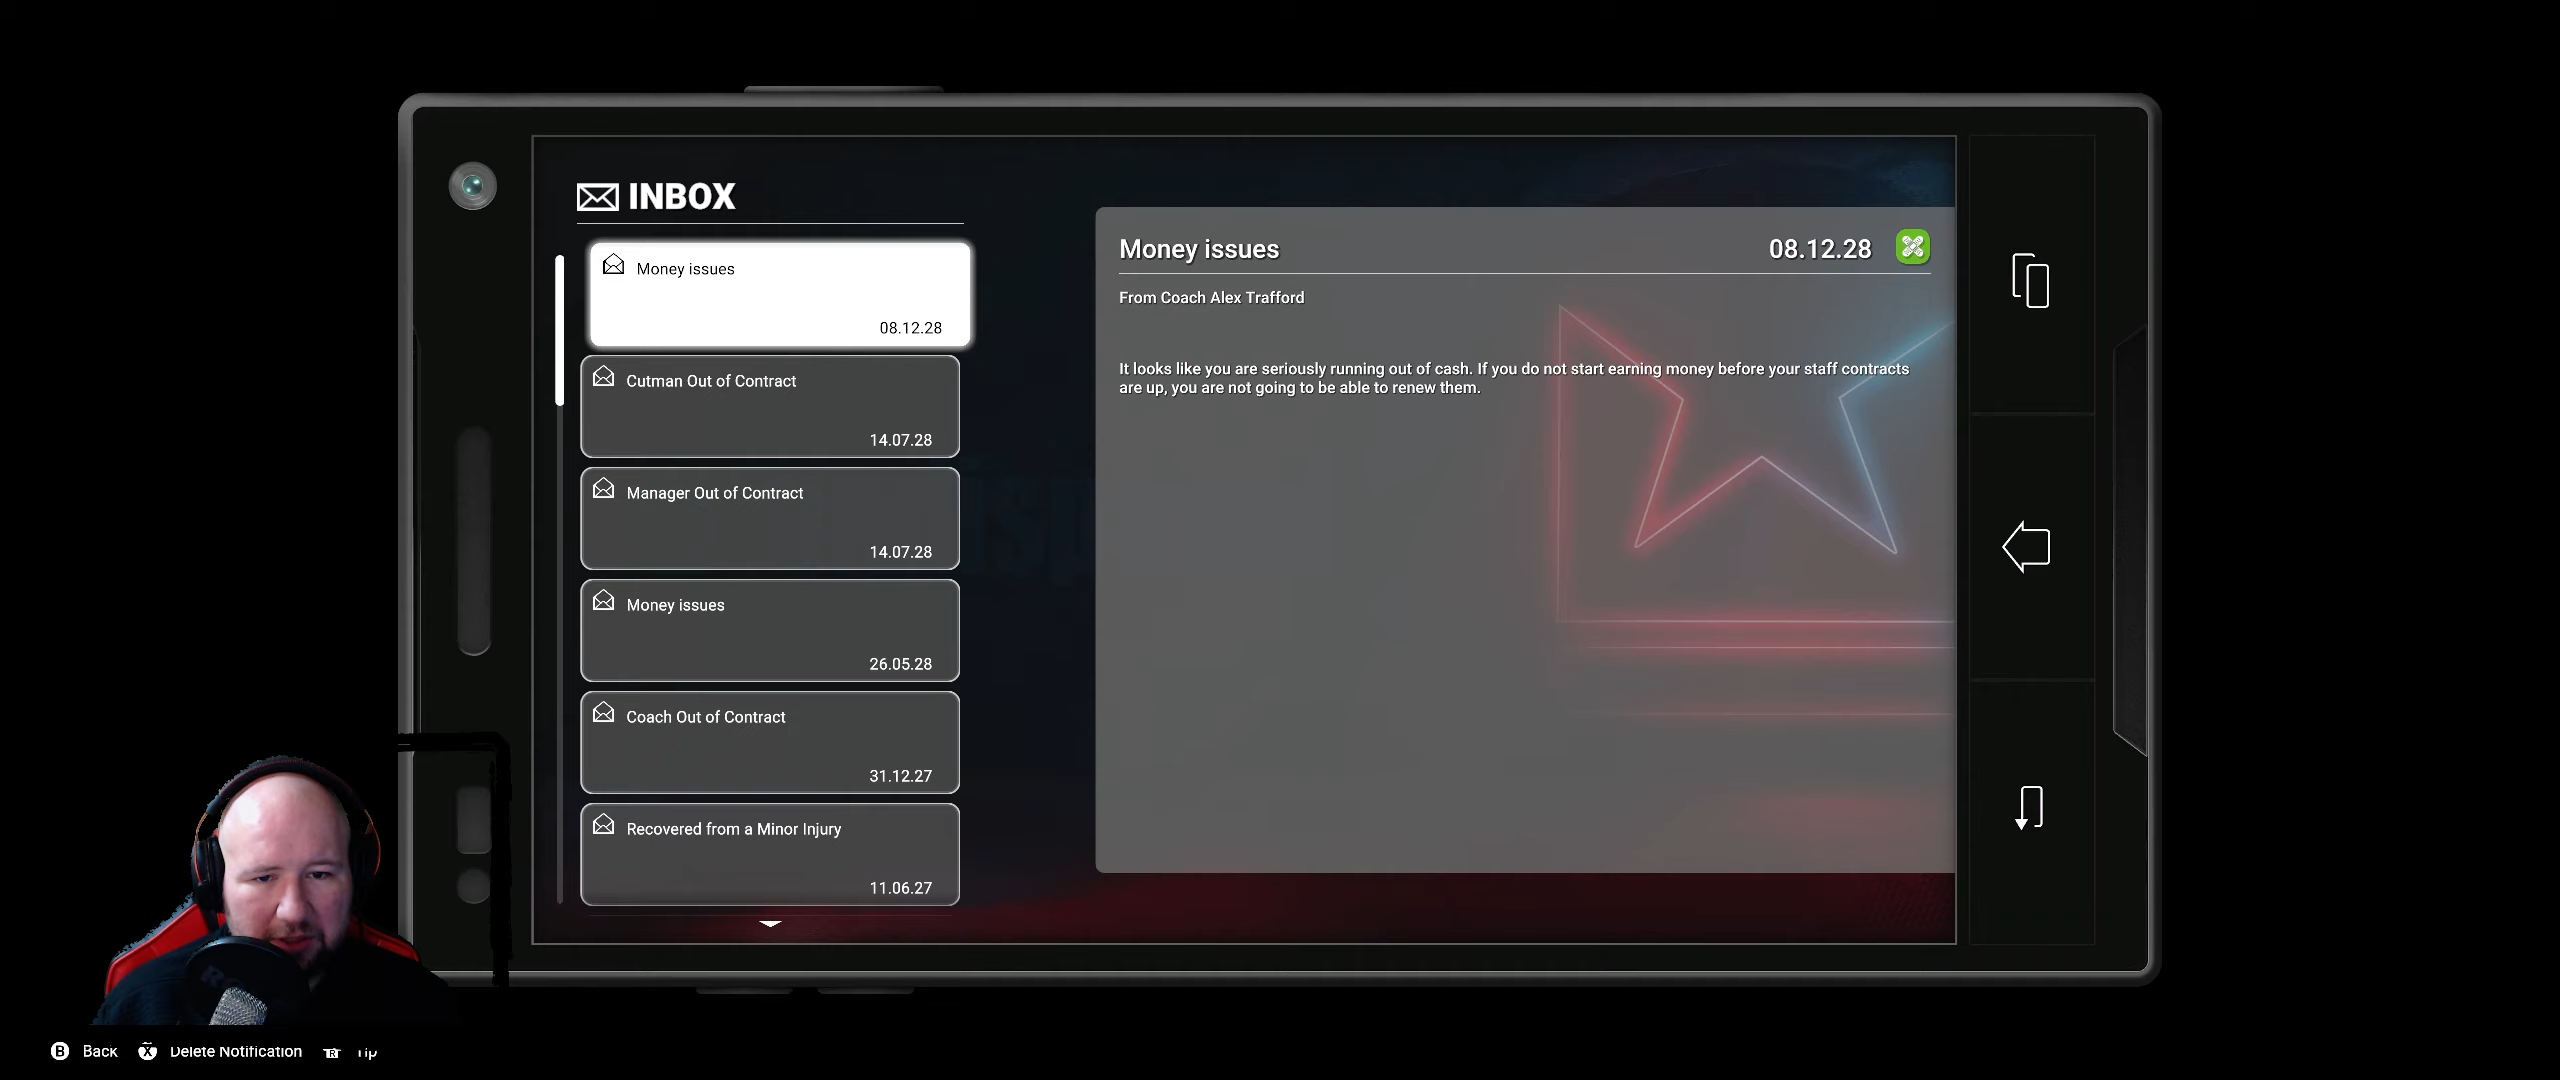 INBOX
Money issues
08.12.28
Cutman Out of Contract
14.07.28
Manager Out of Contract
14.07.28
Money issues
26.05.28
Coach Out of Contract
31.12.27
Recovered from a Minor Injury
11.06.27
Money issues 08.12.28
From Coach Alex Trafford
It looks like you are seriously running out of cash. If you do not start earning money before your staff contracts
are up, you are not going to be able to renew them.
B Back X Delete Notification R Tip